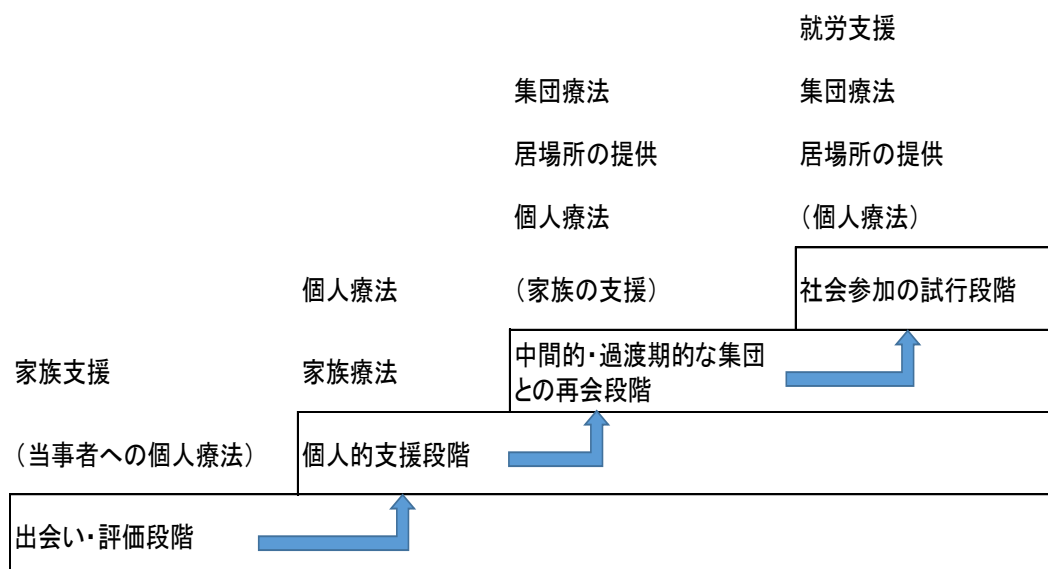 就労支援
集団療法
集団療法
居場所の提供
居場所の提供
個人療法
（個人療法）
個人療法
（家族の支援）
社会参加の試行段階
家族支援
家族療法
中間的・過渡期的な集団
との再会段階
（当事者への個人療法）
個人的支援段階
出会い・評価段階